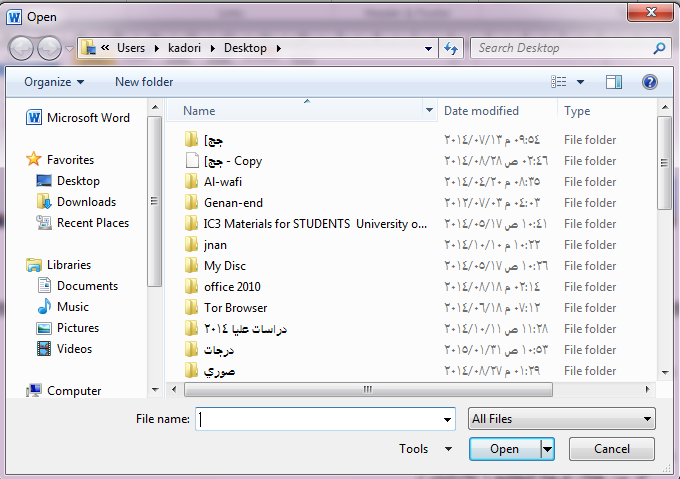 Open
Users kadori Desktop Search Desktop
Organize New folder
Microsoft Word
Favorites
Desktop
Downloads
Recent Places
Libraries
Documents
Music
Pictures
Videos
Computer
Name Date modified Type
[جج ٢٠١٤/٠٧/١٣ م ٠٩:٥٤ File folder
[جج - Copy ٢٠١٤/٠٨/٢٨ ص ٠٢:٤٦ File folder
Al-wafi ٢٠١٤/٠٤/٢٠ م ٠٨:٣٥ File folder
Genan-end ٢٠١٢/٠٧/٠٣ م ٠٤:٠٣ File folder
IC3 Materials for STUDENTS University o... ٢٠١٤/٠٥/١٧ ص ١٠:٤١ File folder
jnan ٢٠١٤/١٠/١٠ م ١٠:٢٢ File folder
My Disc ٢٠١٤/٠٥/١٧ ص ١٠:٢٦ File folder
office 2010 ٢٠١٤/٠٨/١٨ م ٠٢:١٤ File folder
Tor Browser ٢٠١٤/٠٦/١٨ م ٠٧:١٢ File folder
دراسات عليا ٢٠١٤ ٢٠١٤/١٠/١١ ص ١١:٢٨ File folder
درجات ٢٠١٥/٠١/٣١ ص ١٠:٥٣ File folder
صوري ٢٠١٤/٠٨/٢٧ م ٠١:٢٩ File folder
File name: All Files
Tools Open Cancel